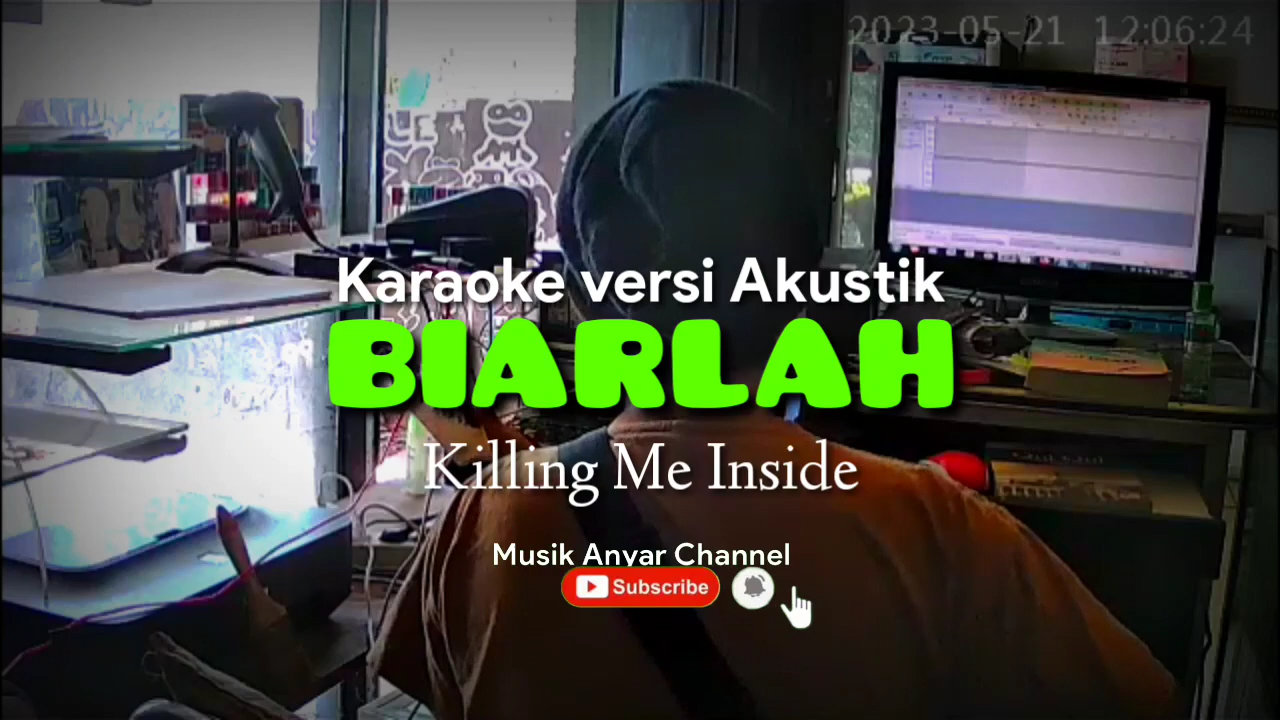 2023-05-21 12:06:24
Karaoke versi Akustik
BIARLAH
Killing Me Inside
Musik Anyar Channel
Subscribe